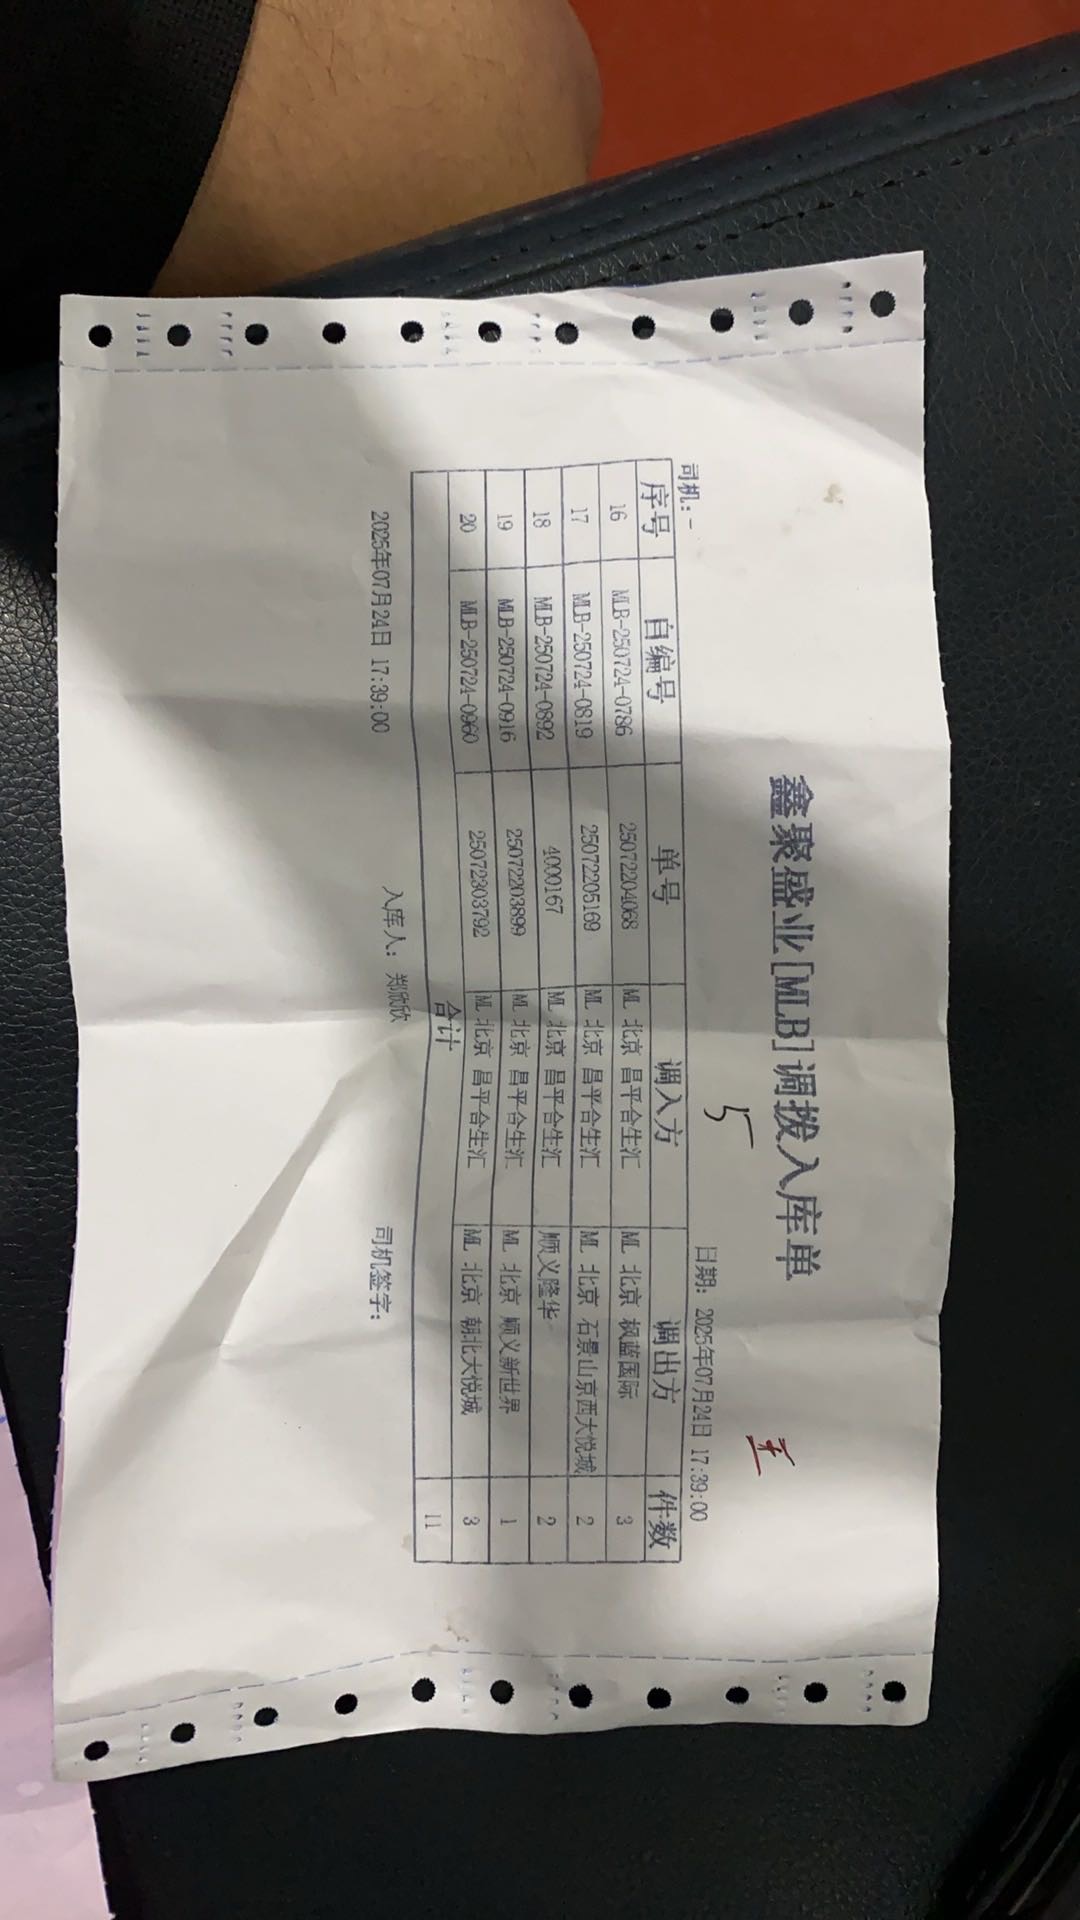 鑫聚盛业[MLB]调拨入库单
5
司机:-
日期: 2025年07月24日 17:39:00
序号 自编号 单号 调入方 调出方 件数
16 MLB-250724-0786 25072204068 ML 北京 昌平合生汇 ML 北京 枫蓝国际 3
17 MLB-250724-0819 25072205169 ML 北京 昌平合生汇 ML 北京 石景山京西大悦城 2
18 MLB-250724-0892 4000167 ML 北京 昌平合生汇 顺义隆华 2
19 MLB-250724-0916 25072203899 ML 北京 昌平合生汇 ML 北京 顺义新世界 1
20 MLB-250724-0960 25072303792 ML 北京 昌平合生汇 ML 北京 朝北大悦城 3
合计 11
2025年07月24日 17:39:00 入库人: 郑欣欣 司机签字: